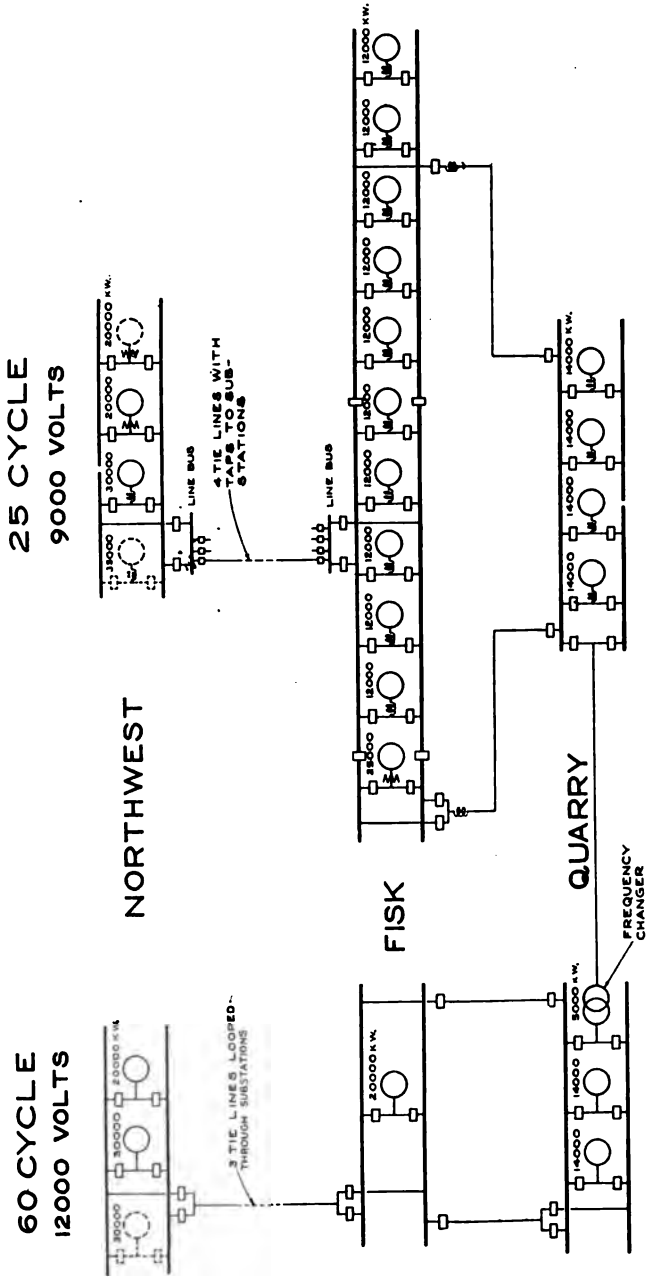 60 CYCLE
12000 VOLTS
25 CYCLE
9000 VOLTS
30000
30000
20000 KW.
NORTHWEST
30000
20000
20000 KW.
LINE BUS
3 TIE LINES LOOPED
THROUGH SUBSTATIONS
4 TIE LINES WITH
TAPS TO SUB-
STATIONS
LINE BUS
20000 KW.
FISK
25000
12000
12000
12000
12000
12000
12000
12000
12000
12000
12000 KW.
14000
14000
5000 KW.
FREQUENCY
CHANGER
QUARRY
14000
14000
14000
14000 KW.